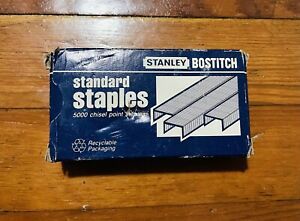 STANLEY BOSTITCH
standard
staples
5000 chisel point
Recyclable
Packaging